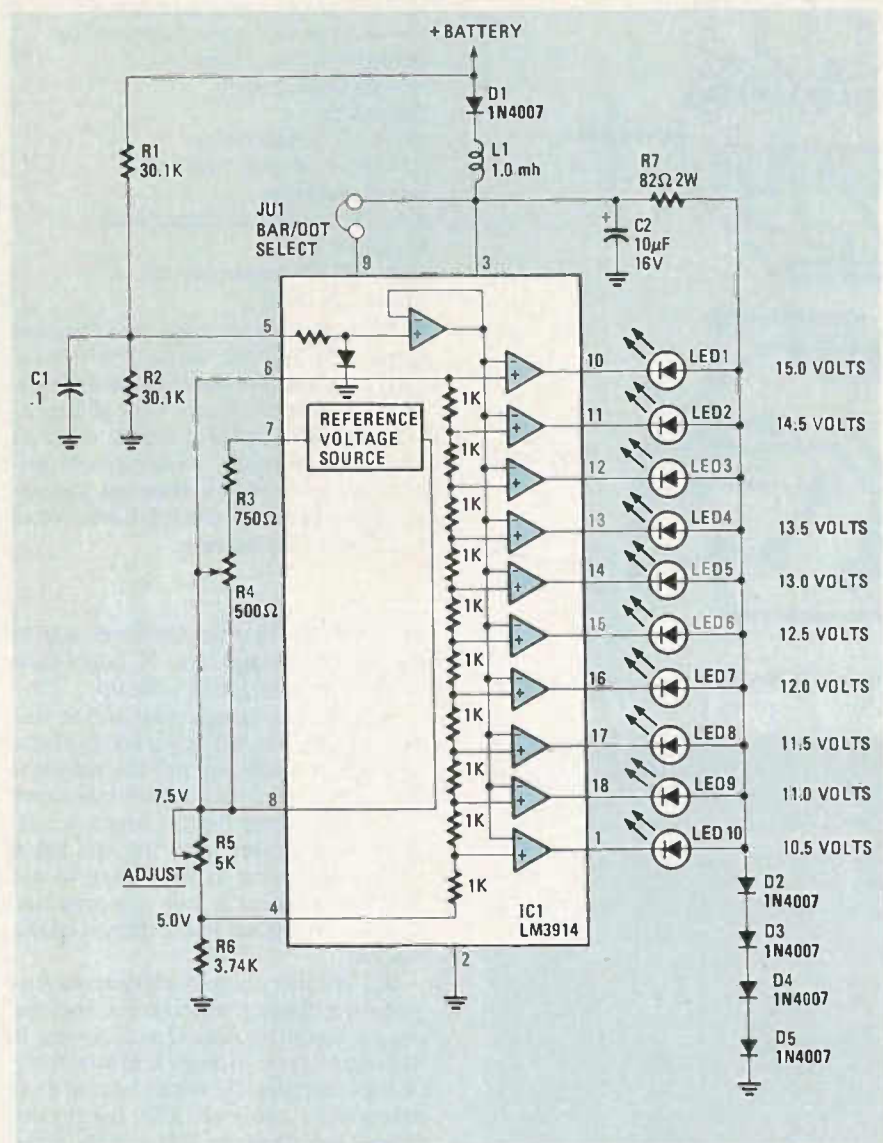 + BATTERY
D1
1N4007
R1
30.1K
L1
1.0 mh
R7
82Ω 2W
JU1
BAR/DOT
SELECT
+
C2
10µF
16V
9
3
5
-
+
C1
.1
R2
30.1K
6
10
LED1
15.0 VOLTS
1K
7
REFERENCE
VOLTAGE
SOURCE
11
LED2
14.5 VOLTS
1K
12
LED3
R3
750Ω
1K
13
LED4
13.5 VOLTS
1K
R4
500Ω
14
LED5
13.0 VOLTS
1K
15
LED6
12.5 VOLTS
1K
16
LED7
12.0 VOLTS
1K
17
LED8
11.5 VOLTS
7.5V
8
1K
18
LED9
11.0 VOLTS
R5
5K
ADJUST
1K
1
LED10
10.5 VOLTS
5.0V
4
1K
D2
1N4007
IC1
LM3914
R6
3.74K
2
D3
1N4007
D4
1N4007
D5
1N4007